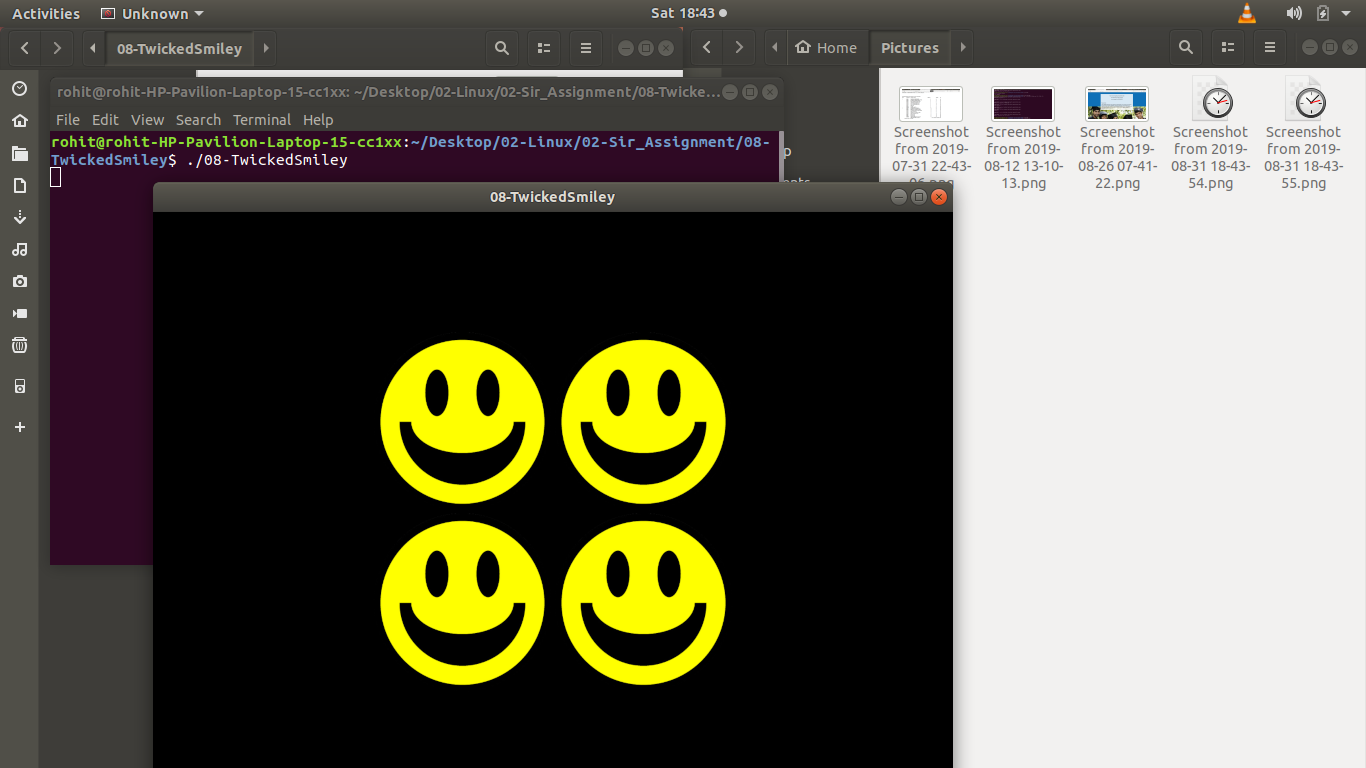 Activities
Unknown
Sat 18:43
08-TwickedSmiley
Home
Pictures
rohit@rohit-HP-Pavilion-Laptop-15-cc1xx: ~/Desktop/02-Linux/02-Sir_Assignment/08-Twicke...
File Edit View Search Terminal Help
rohit@rohit-HP-Pavilion-Laptop-15-cc1xx:~/Desktop/02-Linux/02-Sir_Assignment/08-
TwickedSmiley$ ./08-TwickedSmiley
08-TwickedSmiley
Screenshot
from 2019-
07-31 22-43-
Screenshot
from 2019-
08-12 13-10-
13.png
Screenshot
from 2019-
08-26 07-41-
22.png
Screenshot
from 2019-
08-31 18-43-
54.png
Screenshot
from 2019-
08-31 18-43-
55.png